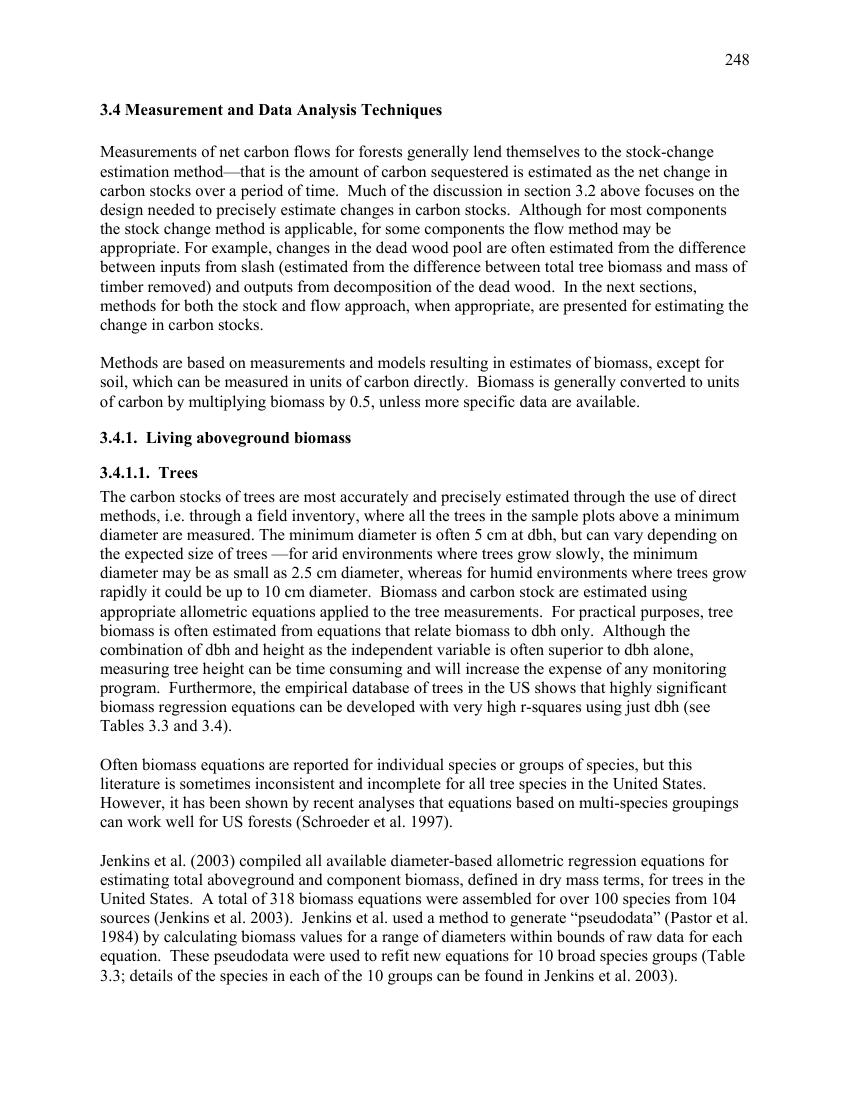 248
3.4 Measurement and Data Analysis Techniques
Measurements of net carbon flows for forests generally lend themselves to the stock-change
estimation method—that is the amount of carbon sequestered is estimated as the net change in
carbon stocks over a period of time.  Much of the discussion in section 3.2 above focuses on the
design needed to precisely estimate changes in carbon stocks.  Although for most components
the stock change method is applicable, for some components the flow method may be
appropriate. For example, changes in the dead wood pool are often estimated from the difference
between inputs from slash (estimated from the difference between total tree biomass and mass of
timber removed) and outputs from decomposition of the dead wood.  In the next sections,
methods for both the stock and flow approach, when appropriate, are presented for estimating the
change in carbon stocks.
Methods are based on measurements and models resulting in estimates of biomass, except for
soil, which can be measured in units of carbon directly.  Biomass is generally converted to units
of carbon by multiplying biomass by 0.5, unless more specific data are available.
3.4.1.  Living aboveground biomass
3.4.1.1.  Trees
The carbon stocks of trees are most accurately and precisely estimated through the use of direct
methods, i.e. through a field inventory, where all the trees in the sample plots above a minimum
diameter are measured. The minimum diameter is often 5 cm at dbh, but can vary depending on
the expected size of trees —for arid environments where trees grow slowly, the minimum
diameter may be as small as 2.5 cm diameter, whereas for humid environments where trees grow
rapidly it could be up to 10 cm diameter.  Biomass and carbon stock are estimated using
appropriate allometric equations applied to the tree measurements.  For practical purposes, tree
biomass is often estimated from equations that relate biomass to dbh only.  Although the
combination of dbh and height as the independent variable is often superior to dbh alone,
measuring tree height can be time consuming and will increase the expense of any monitoring
program.  Furthermore, the empirical database of trees in the US shows that highly significant
biomass regression equations can be developed with very high r-squares using just dbh (see
Tables 3.3 and 3.4).
Often biomass equations are reported for individual species or groups of species, but this
literature is sometimes inconsistent and incomplete for all tree species in the United States.
However, it has been shown by recent analyses that equations based on multi-species groupings
can work well for US forests (Schroeder et al. 1997).
Jenkins et al. (2003) compiled all available diameter-based allometric regression equations for
estimating total aboveground and component biomass, defined in dry mass terms, for trees in the
United States.  A total of 318 biomass equations were assembled for over 100 species from 104
sources (Jenkins et al. 2003).  Jenkins et al. used a method to generate “pseudodata” (Pastor et al.
1984) by calculating biomass values for a range of diameters within bounds of raw data for each
equation.  These pseudodata were used to refit new equations for 10 broad species groups (Table
3.3; details of the species in each of the 10 groups can be found in Jenkins et al. 2003).